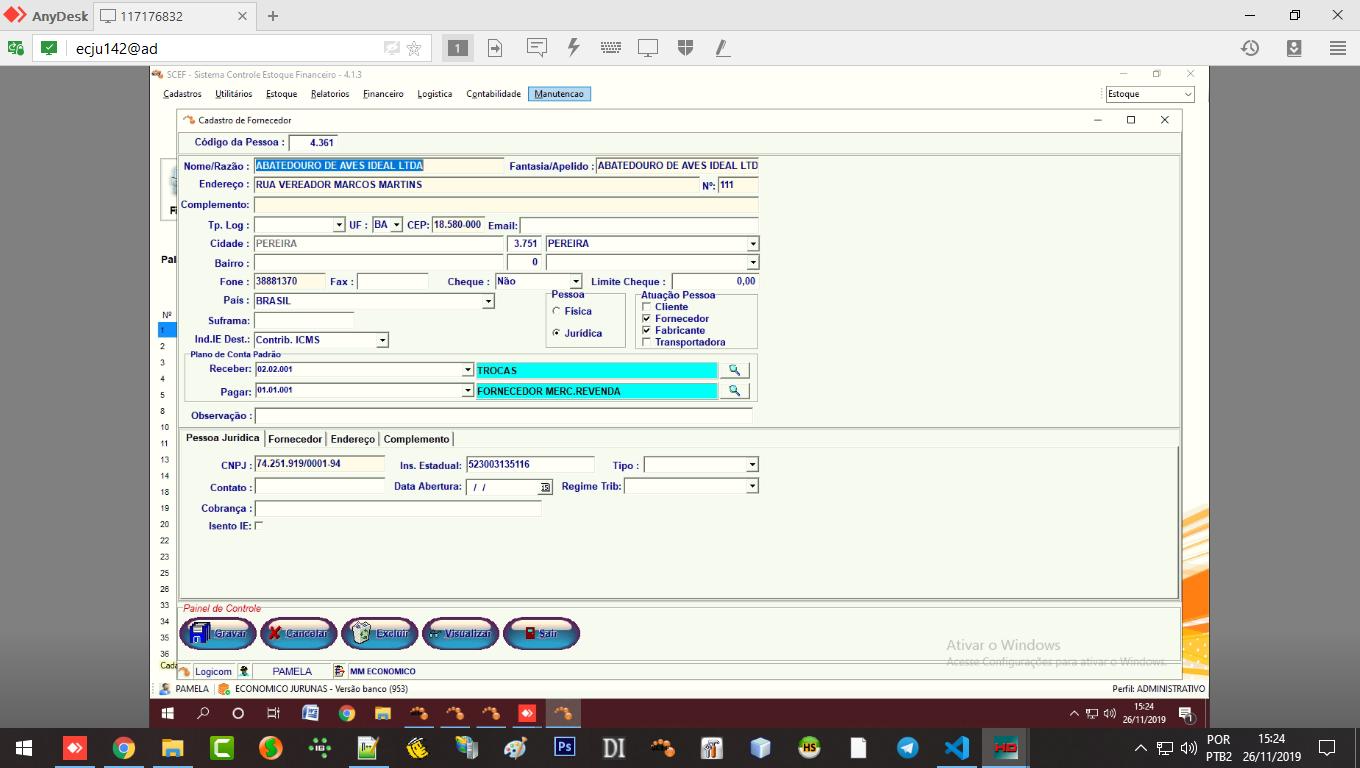 AnyDesk 117176832
ecju142@ad 1
SCEF - Sistema Controle Estoque Financeiro - 4.1.3
Cadastros Utilitários Estoque Relatorios Financeiro Logistica Contabilidade Manutencao Estoque
Cadastro de Fornecedor
Código da Pessoa : 4.361
Nome/Razão : ABATEDOURO DE AVES IDEAL LTDA Fantasia/Apelido : ABATEDOURO DE AVES IDEAL LTD
Endereço : RUA VEREADOR MARCOS MARTINS Nº: 111
Complemento:
Tp. Log : UF : BA CEP: 18.580-000 Email:
Cidade : PEREIRA 3.751 PEREIRA
Bairro : 0
Fone : 38881370 Fax : Cheque : Não Limite Cheque : 0,00
País : BRASIL
Pessoa
Física
Jurídica
Atuação Pessoa
Cliente
Fornecedor
Fabricante
Transportadora
Suframa:
Ind.IE Dest.: Contrib. ICMS
Plano de Conta Padrão
Receber: 02.02.001 TROCAS
Pagar: 01.01.001 FORNECEDOR MERC.REVENDA
Observação :
Pessoa Jurídica Fornecedor Endereço Complemento
CNPJ : 74.251.919/0001-94 Ins. Estadual: 523003135116 Tipo :
Contato : Data Abertura: / / 15 Regime Trib:
Cobrança :
Isento IE:
Fi
Pai
Nº
1
2
3
4
5
8
10
11
13
14
18
19
20
22
23
25
26
33
34
35
36
Cada
Painel de Controle
Gravar Cancelar Excluir Visualizar Sair
Ativar o Windows
Acesse Configurações para ativar o Windows.
Logicom PAMELA MM ECONOMICO
PAMELA ECONOMICO JURUNAS - Versão banco (953) Perfil: ADMINISTRATIVO
15:24
26/11/2019
1
Ps DI HS HD
POR
PTB2
15:24
26/11/2019